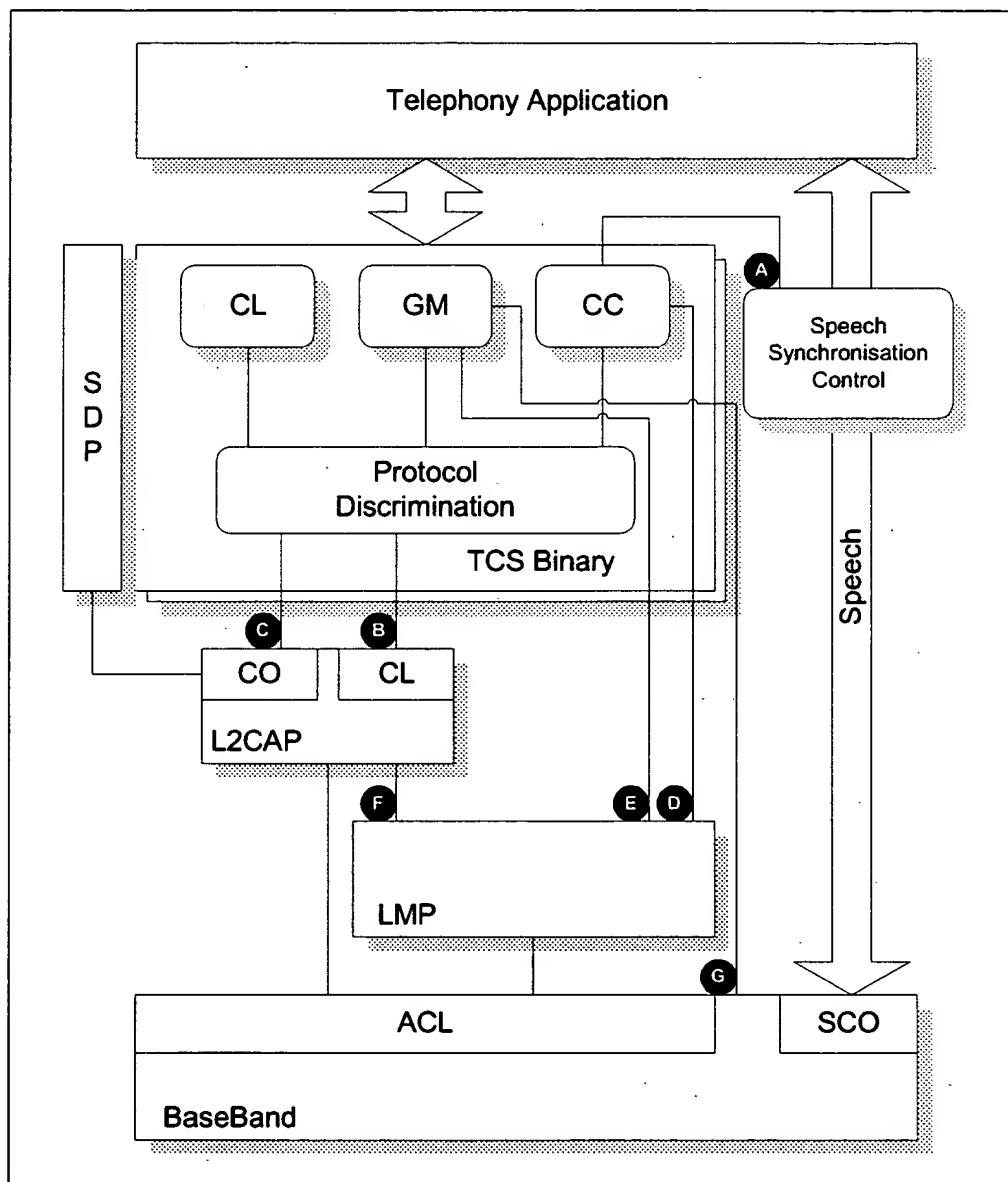 Telephony Application
A
CL
GM
CC
Speech
Synchronisation
Control
S
D
P
Protocol
Discrimination
TCS Binary
Speech
C
B
CO
CL
L2CAP
F
E
D
LMP
G
ACL
SCO
BaseBand